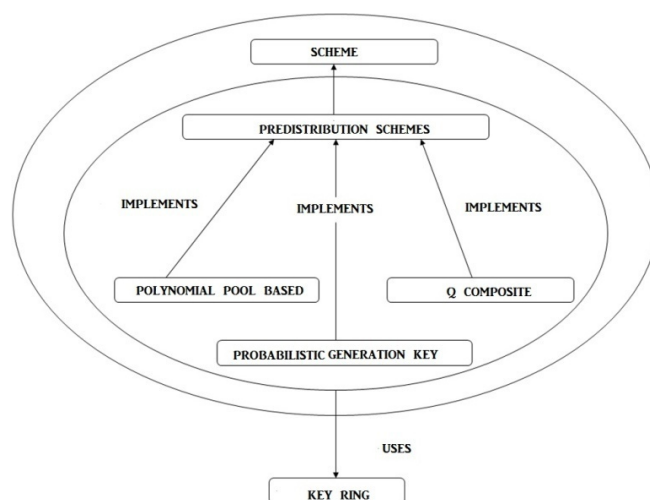 SCHEME
PREDISTRIBUTION SCHEMES
IMPLEMENTS
IMPLEMENTS
IMPLEMENTS
POLYNOMIAL POOL BASED
Q COMPOSITE
PROBABILISTIC GENERATION KEY
USES
KEY RING